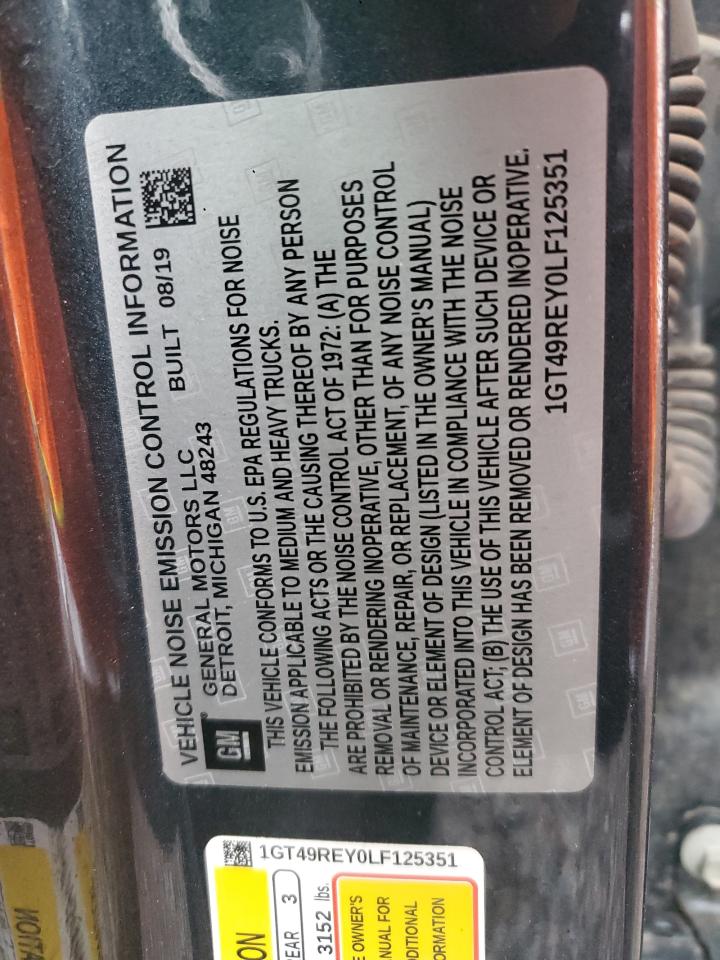 VEHICLE NOISE EMISSION CONTROL INFORMATION
GM
GENERAL MOTORS LLC
DETROIT, MICHIGAN 48243
BUILT 08/19
THIS VEHICLE CONFORMS TO U.S. EPA REGULATIONS FOR NOISE
EMISSION APPLICABLE TO MEDIUM AND HEAVY TRUCKS.
THE FOLLOWING ACTS OR THE CAUSING THEREOF BY ANY PERSON
ARE PROHIBITED BY THE NOISE CONTROL ACT OF 1972: (A) THE
REMOVAL OR RENDERING INOPERATIVE, OTHER THAN FOR PURPOSES
OF MAINTENANCE, REPAIR, OR REPLACEMENT, OF ANY NOISE CONTROL
DEVICE OR ELEMENT OF DESIGN (LISTED IN THE OWNER'S MANUAL)
INCORPORATED INTO THIS VEHICLE IN COMPLIANCE WITH THE NOISE
CONTROL ACT; (B) THE USE OF THIS VEHICLE AFTER SUCH DEVICE OR
ELEMENT OF DESIGN HAS BEEN REMOVED OR RENDERED INOPERATIVE.
1GT49REY0LF125351
1GT49REY0LF125351
ON
EAR 3
3152 lbs.
E OWNER'S
ANUAL FOR
DDITIONAL
ORMATION